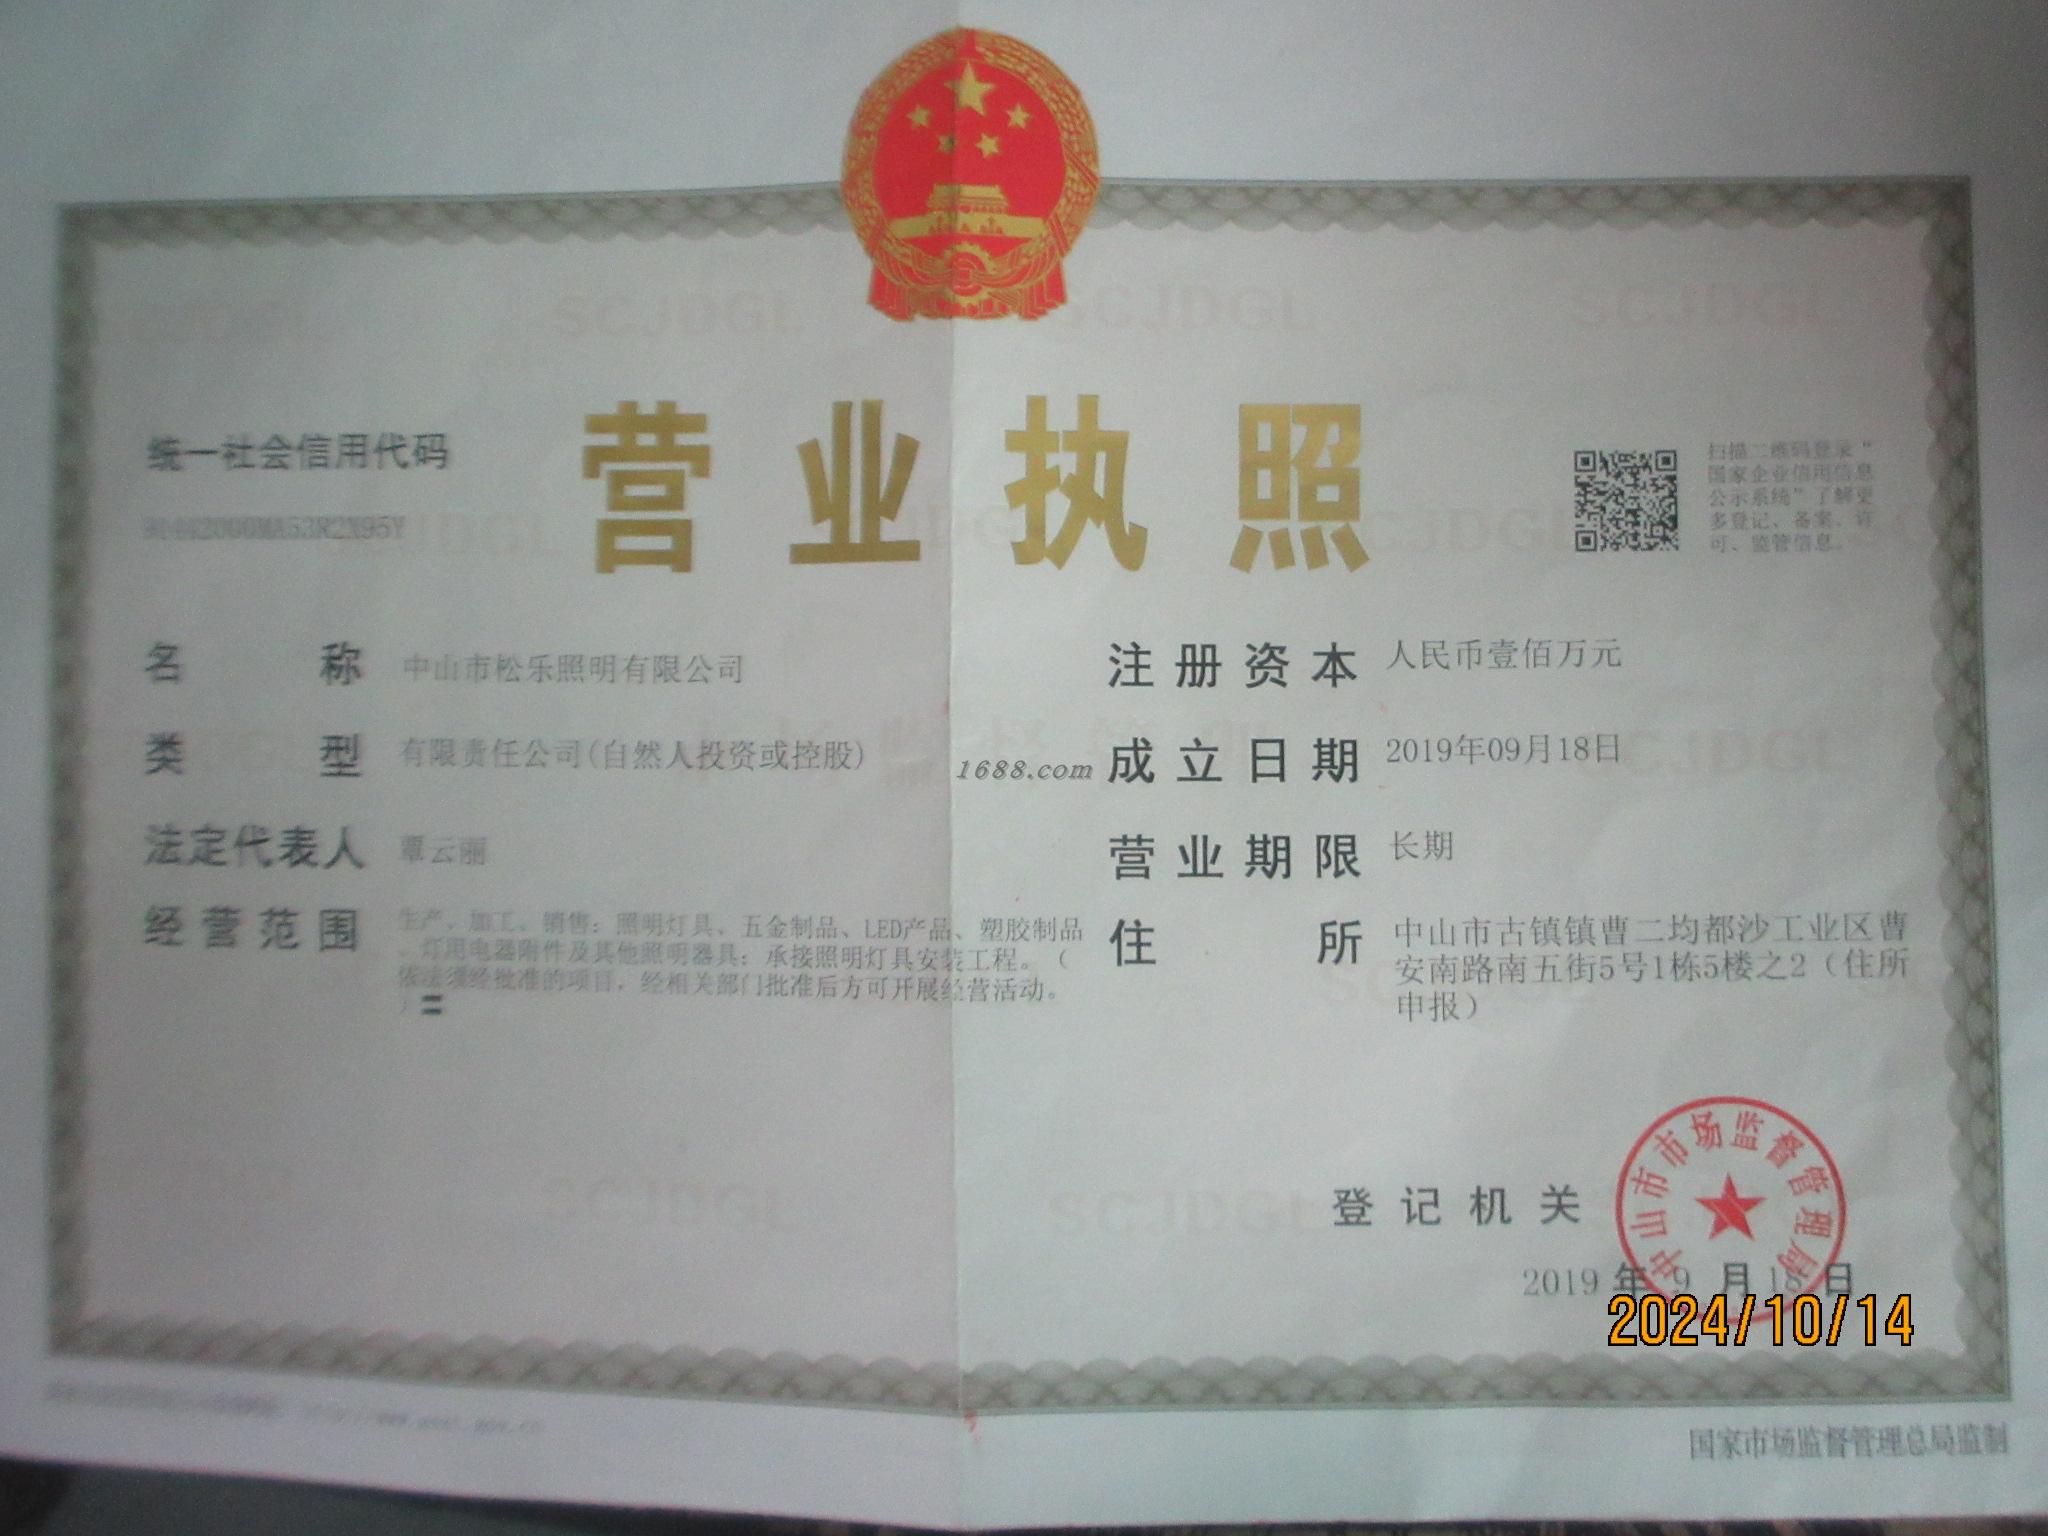 营业执照
统一社会信用代码
91442000MA53R2X95Y
扫描二维码登录“
国家企业信用信息
公示系统”了解更
多登记、备案、许
可、监管信息。
名称 中山市松乐照明有限公司
类型 有限责任公司(自然人投资或控股)
法定代表人 覃云丽
经营范围 生产、加工、销售：照明灯具、五金制品、LED产品、塑胶制品
、灯用电器附件及其他照明器具；承接照明灯具安装工程。（
依法须经批准的项目，经相关部门批准后方可开展经营活动。
）〓
1688.com
注册资本 人民币壹佰万元
成立日期 2019年09月18日
营业期限 长期
住所 中山市古镇镇曹二均都沙工业区曹
安南路南五街5号1栋5楼之2（住所
申报）
登记机关
中山市市场监督管理局
2019年9月18日
2024/10/14
国家市场监督管理总局监制
SCJDGL